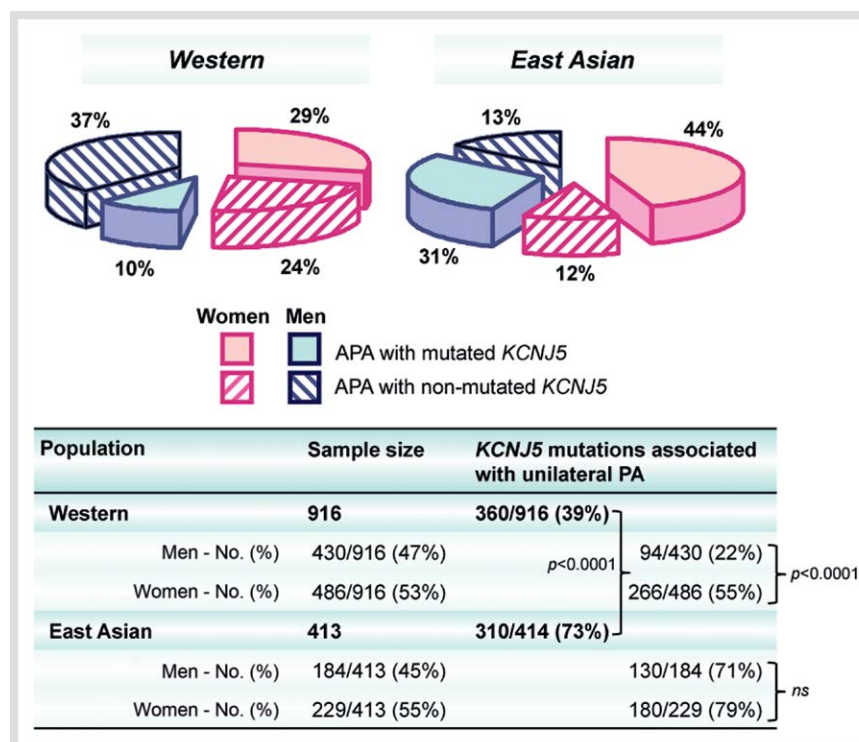 Western
East Asian
37%
29%
10%
24%
13%
44%
31%
12%
Women Men
APA with mutated KCNJ5
APA with non-mutated KCNJ5
Population Sample size KCNJ5 mutations associated
with unilateral PA
Western 916 360/916 (39%)
Men - No. (%) 430/916 (47%) p<0.0001 94/430 (22%)
p<0.0001
Women - No. (%) 486/916 (53%) 266/486 (55%)
East Asian 413 310/414 (73%)
Men - No. (%) 184/413 (45%) 130/184 (71%)
ns
Women - No. (%) 229/413 (55%) 180/229 (79%)